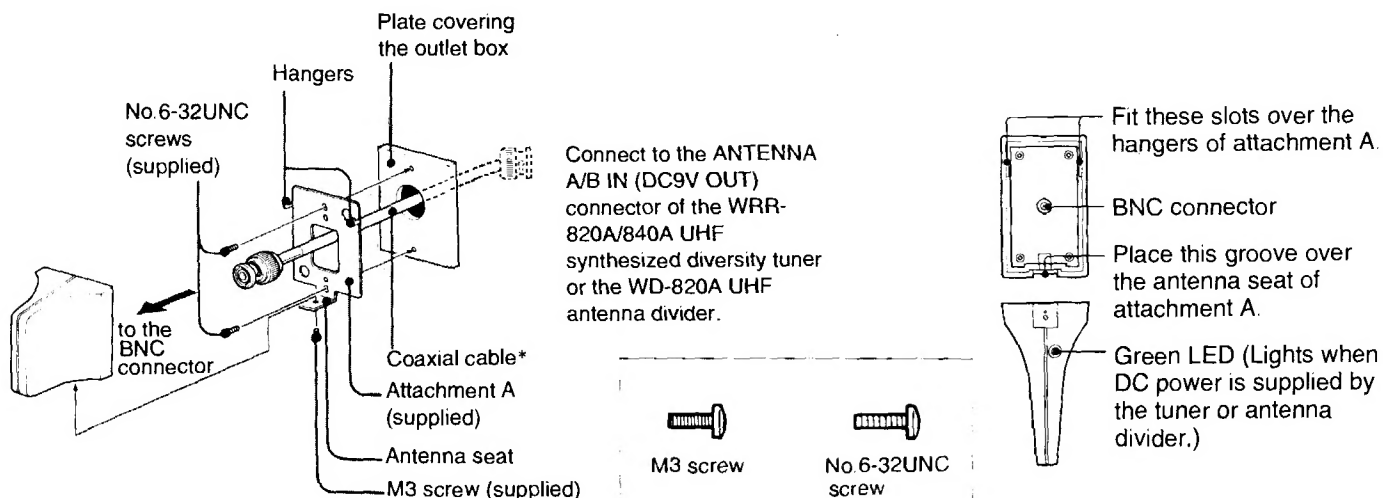 Plate covering
the outlet box
Hangers
No.6-32UNC
screws
(supplied)
to the
BNC
connector
Coaxial cable*
Attachment A
(supplied)
Antenna seat
M3 screw (supplied)
Connect to the ANTENNA
A/B IN (DC9V OUT)
connector of the WRR-
820A/840A UHF
synthesized diversity tuner
or the WD-820A UHF
antenna divider.
M3 screw
No.6-32UNC
screw
Fit these slots over the
hangers of attachment A.
BNC connector
Place this groove over
the antenna seat of
attachment A.
Green LED (Lights when
DC power is supplied by
the tuner or antenna
divider.)